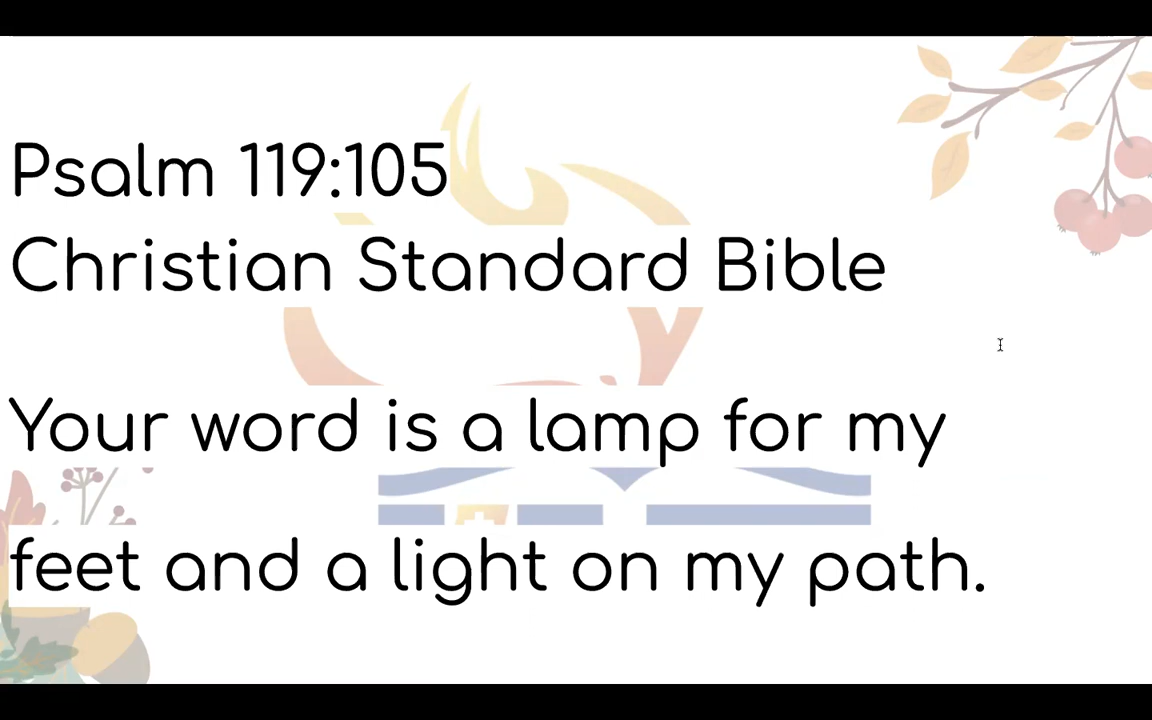 Psalm 119:105
Christian Standard Bible
Your word is a lamp for my
feet and a light on my path.